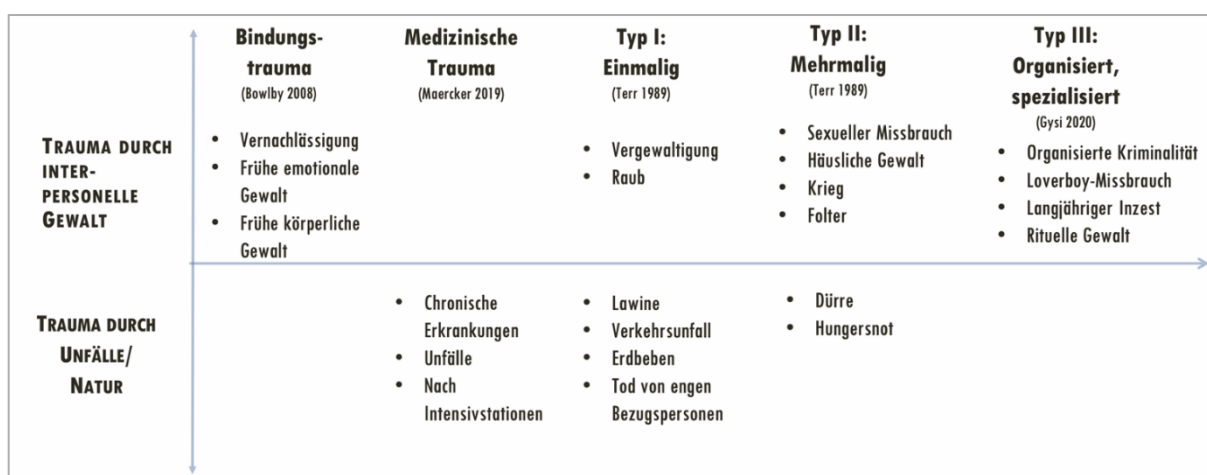 Bindungs-
trauma
(Bowlby 2008)
Medizinische
Trauma
(Maercker 2019)
Typ I:
Einmalig
(Terr 1989)
Typ II:
Mehrmalig
(Terr 1989)
Typ III:
Organisiert,
spezialisiert
(Gysi 2020)
TRAUMA DURCH
INTER-
PERSONELLE
GEWALT
• Vernachlässigung
• Frühe emotionale
Gewalt
• Frühe körperliche
Gewalt
• Vergewaltigung
• Raub
• Sexueller Missbrauch
• Häusliche Gewalt
• Krieg
• Folter
• Organisierte Kriminalität
• Loverboy-Missbrauch
• Langjähriger Inzest
• Rituelle Gewalt
TRAUMA DURCH
UNFÄLLE/
NATUR
• Chronische
Erkrankungen
• Unfälle
• Nach
Intensivstationen
• Lawine
• Verkehrsunfall
• Erdbeben
• Tod von engen
Bezugspersonen
• Dürre
• Hungersnot